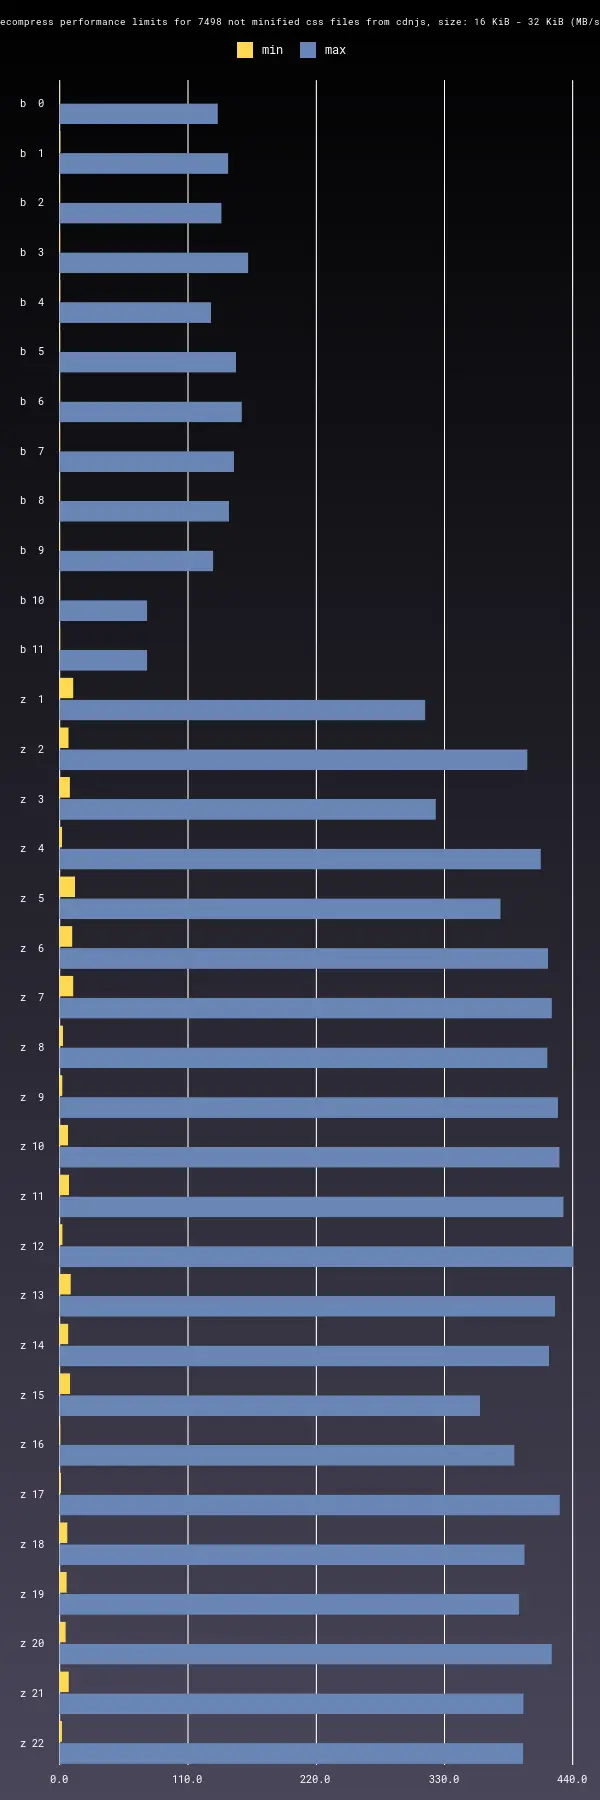 ecompress performance limits for 7498 not minified css files from cdnjs, size: 16 KiB - 32 KiB (MB/s
min max
b 0
b 1
b 2
b 3
b 4
b 5
b 6
b 7
b 8
b 9
b 10
b 11
z 1
z 2
z 3
z 4
z 5
z 6
z 7
z 8
z 9
z 10
z 11
z 12
z 13
z 14
z 15
z 16
z 17
z 18
z 19
z 20
z 21
z 22
0.0 110.0 220.0 330.0 440.0